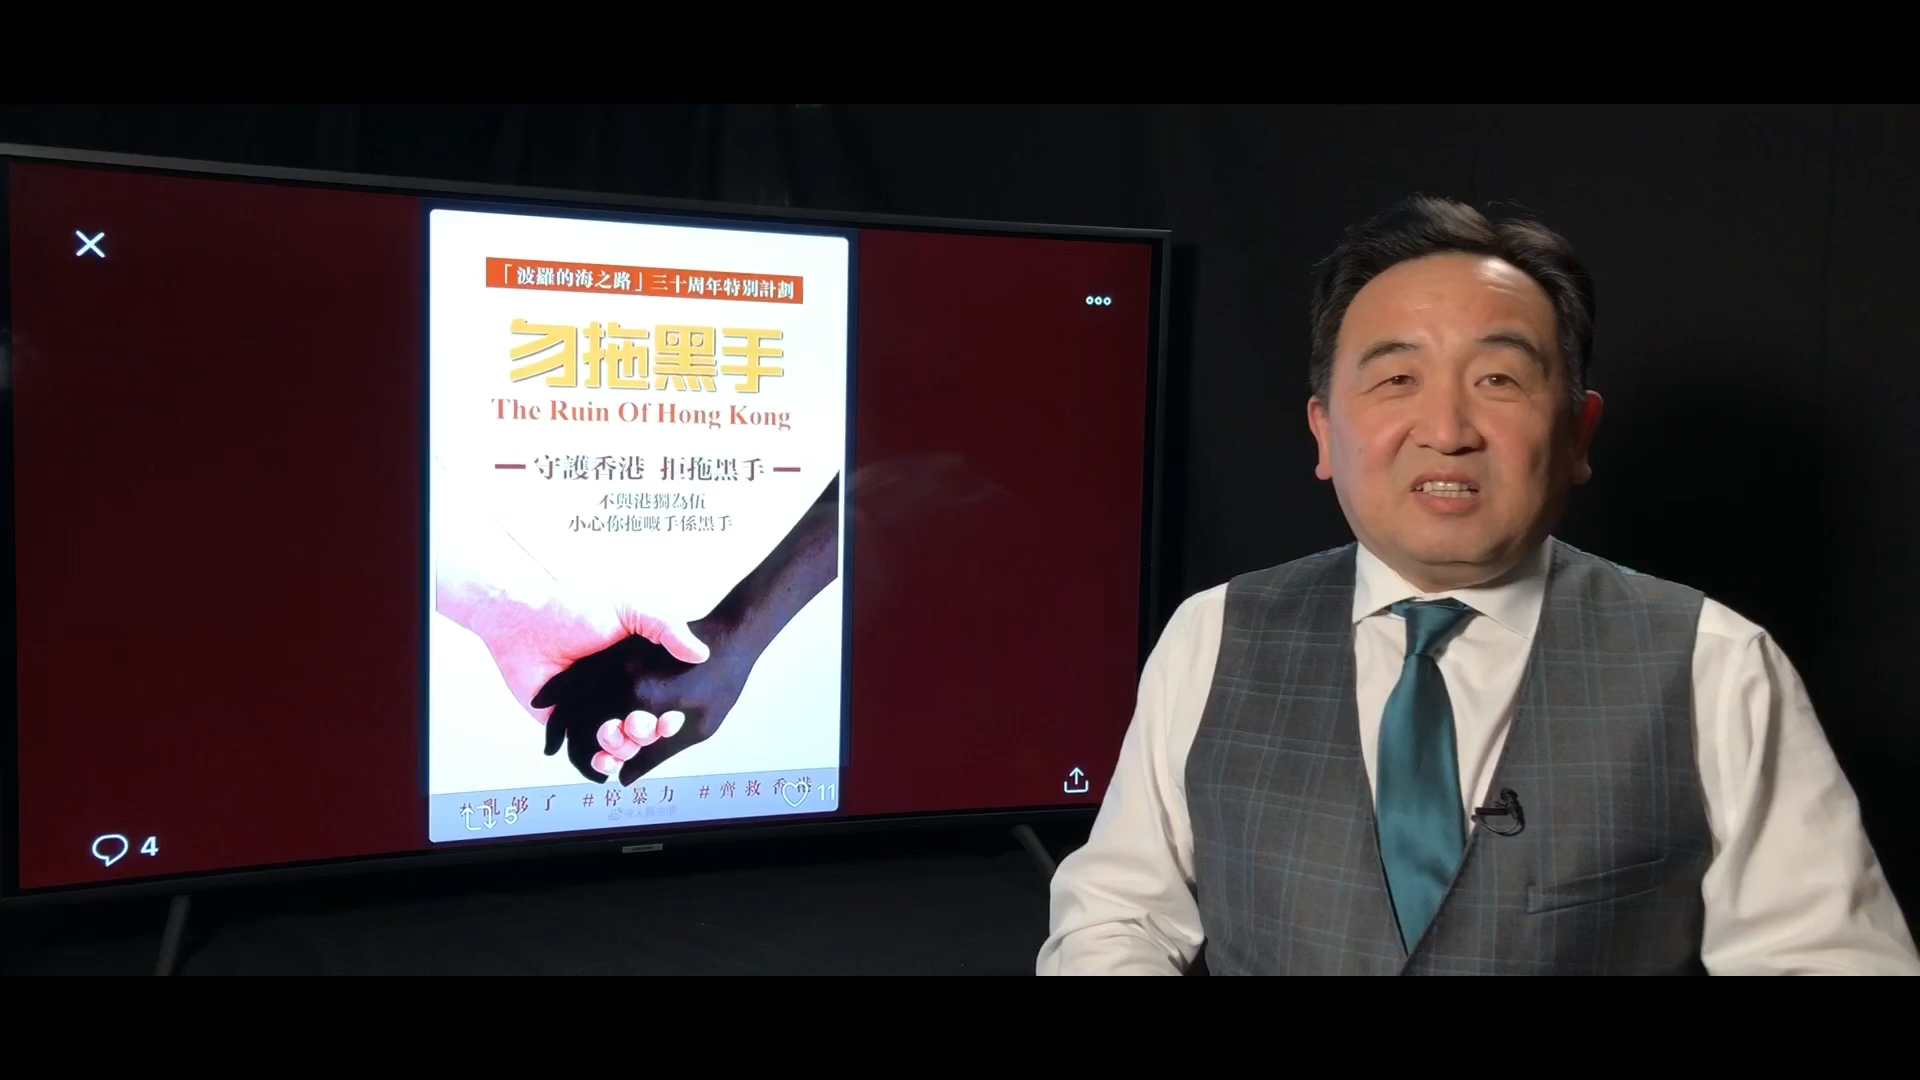 「波羅的海之路」三十周年特別計劃
勿拖黑手
The Ruin Of Hong Kong
守護香港 拒拖黑手
不與港獨為伍
小心你拖嘅手係黑手
#亂够了 #停暴力 #齊救香港
5
11
4